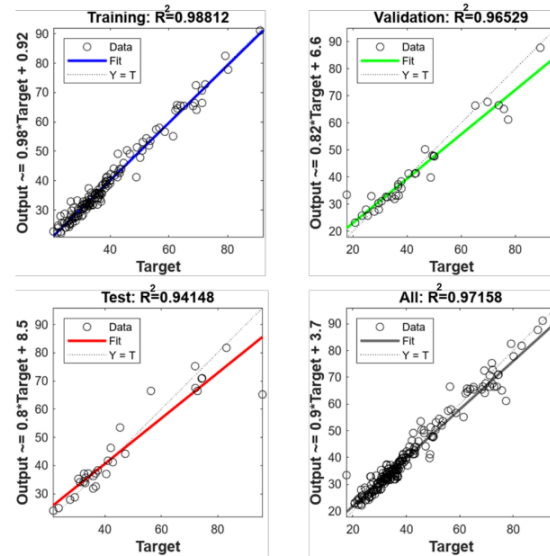 Training: R²=0.98812
Output ~= 0.98*Target + 0.92
Data
Fit
Y = T
90
80
70
60
50
40
30
40
60
80
Target
Validation: R²=0.96529
Output ~= 0.82*Target + 6.6
Data
Fit
Y = T
90
80
70
60
50
40
30
20
20
40
60
80
Target
Test: R²=0.94148
Output ~= 0.8*Target + 8.5
Data
Fit
Y = T
90
80
70
60
50
40
30
40
60
80
Target
All: R²=0.97158
Output ~= 0.9*Target + 3.7
Data
Fit
Y = T
90
80
70
60
50
40
30
20
20
40
60
80
Target